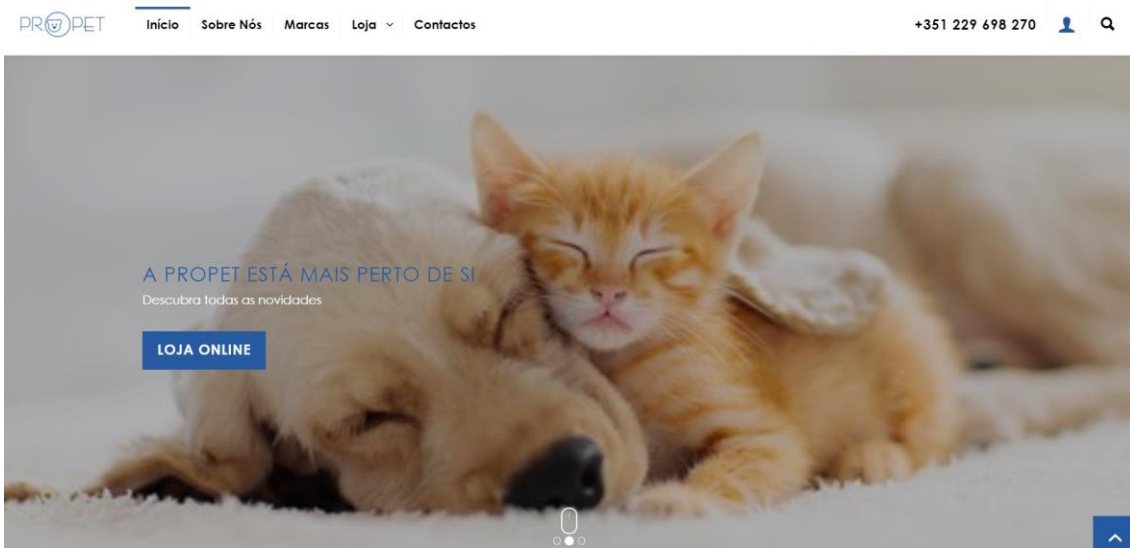 PROPET
Início Sobre Nós Marcas Loja Contactos +351 229 698 270
A PROPET ESTÁ MAIS PERTO DE SI
Descubra todas as novidades
LOJA ONLINE